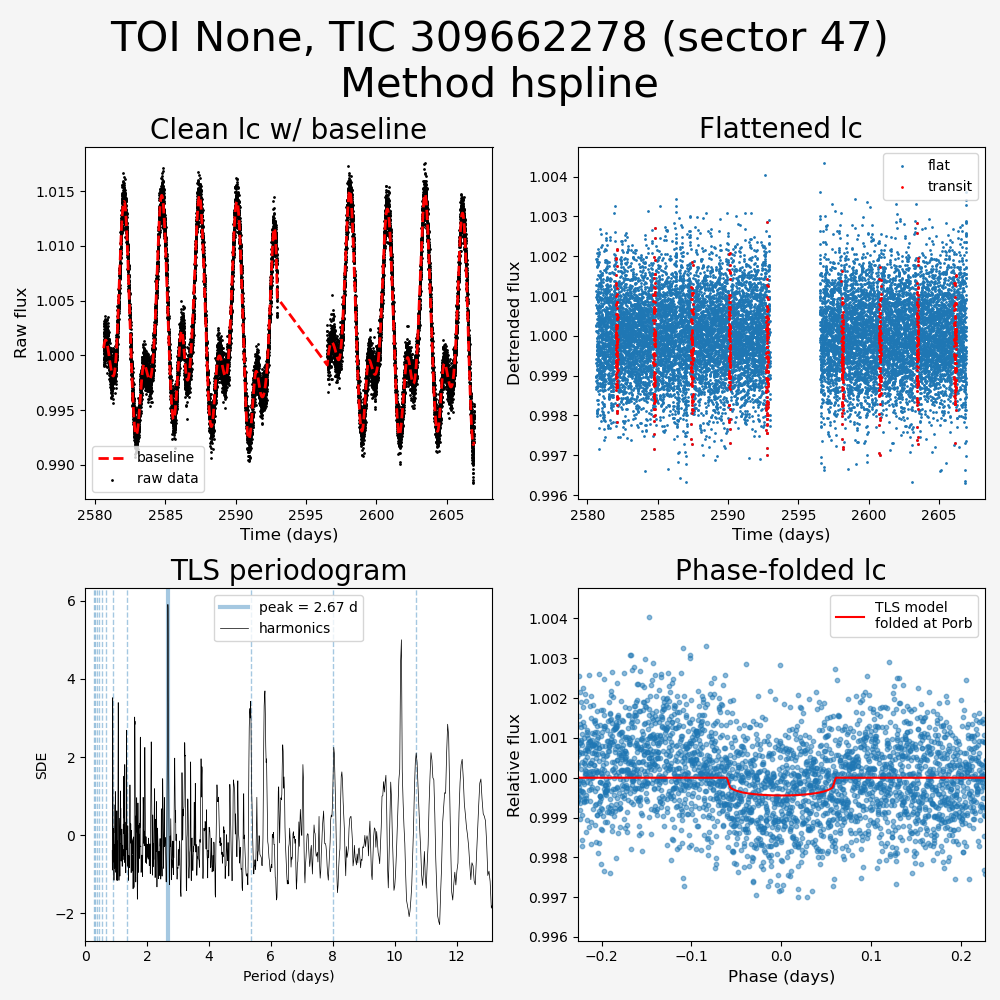 TOI None, TIC 309662278 (sector 47)
Method hspline
Clean lc w/ baseline
Raw flux
1.015
1.010
1.005
1.000
0.995
0.990
baseline
raw data
2580
2585
2590
2595
2600
2605
Time (days)
Flattened lc
Detrended flux
1.004
1.003
1.002
1.001
1.000
0.999
0.998
0.997
0.996
flat
transit
2580
2585
2590
2595
2600
2605
Time (days)
TLS periodogram
SDE
6
4
2
0
−2
peak = 2.67 d
harmonics
0
2
4
6
8
10
12
Period (days)
Phase-folded lc
Relative flux
1.004
1.003
1.002
1.001
1.000
0.999
0.998
0.997
0.996
TLS model
folded at Porb
−0.2
−0.1
0.0
0.1
0.2
Phase (days)